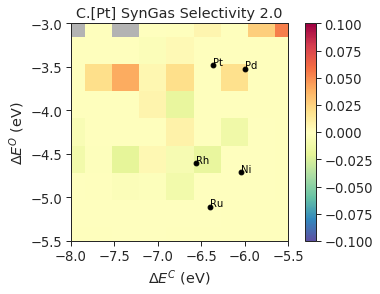 C.[Pt] SynGas Selectivity 2.0
−3.0
−3.5
−4.0
−4.5
−5.0
−5.5
ΔE^O (eV)
Pt
Pd
Rh
Ni
Ru
−8.0 −7.5 −7.0 −6.5 −6.0 −5.5
ΔE^C (eV)
0.100
0.075
0.050
0.025
0.000
−0.025
−0.050
−0.075
−0.100